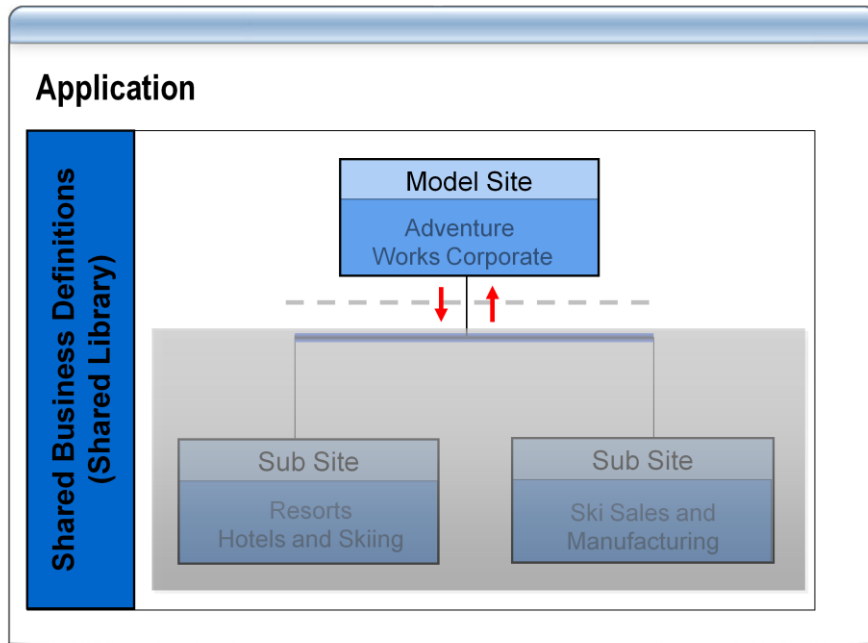 Application
Shared Business Definitions
(Shared Library)
Model Site
Adventure
Works Corporate
Sub Site
Resorts
Hotels and Skiing
Sub Site
Ski Sales and
Manufacturing